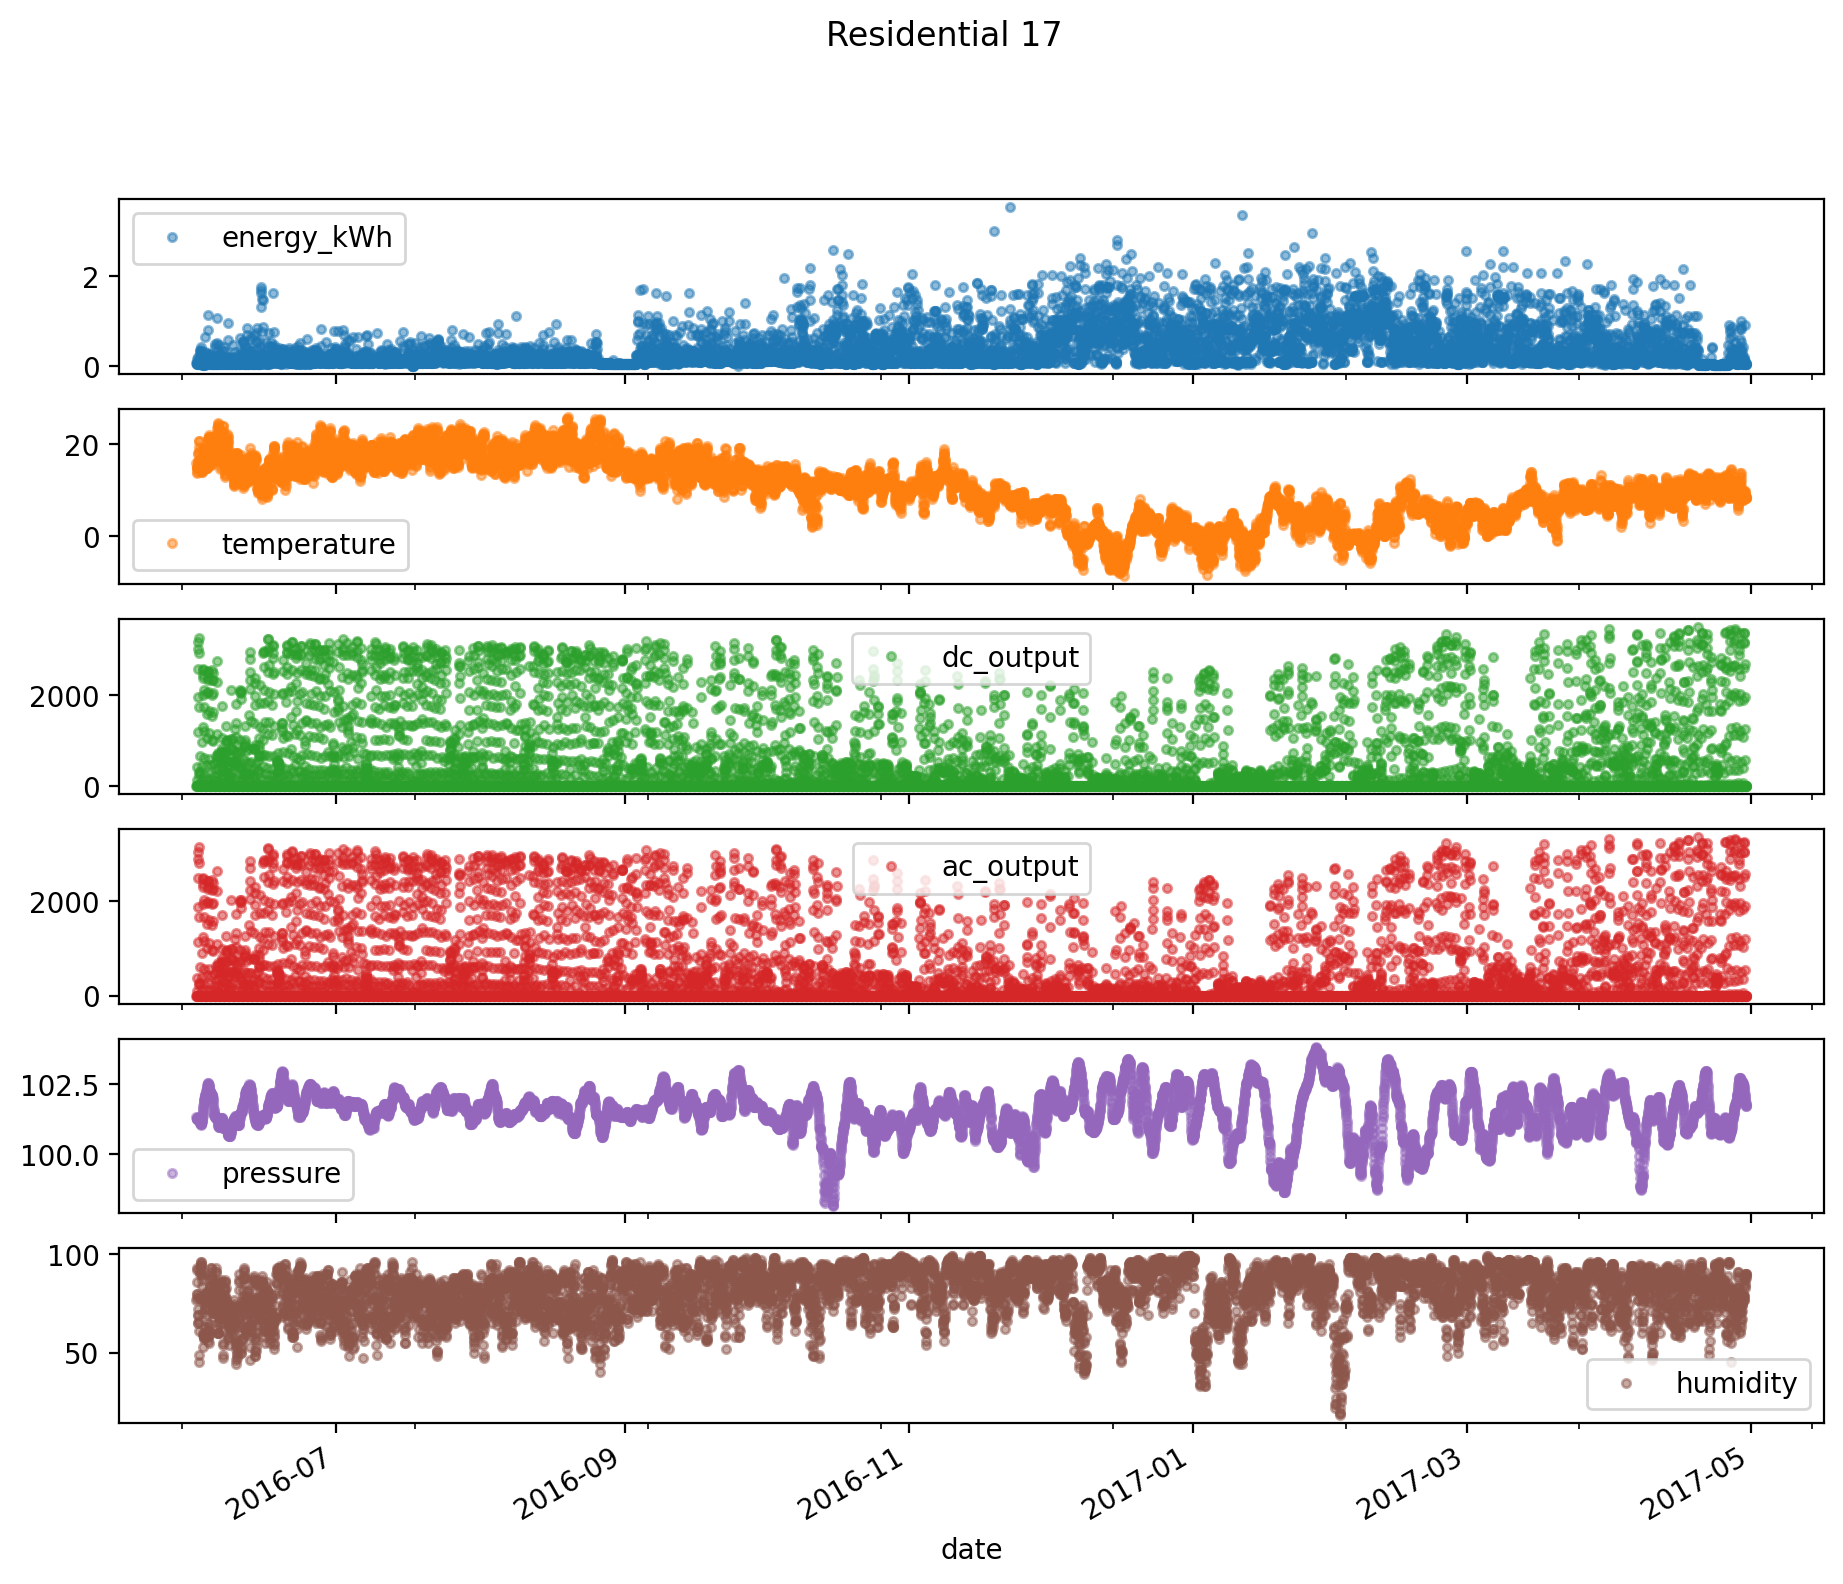 Residential 17
energy_kWh
2
0
temperature
20
0
dc_output
2000
0
ac_output
2000
0
pressure
102.5
100.0
humidity
100
50
2016-07 2016-09 2016-11 2017-01 2017-03 2017-05
date